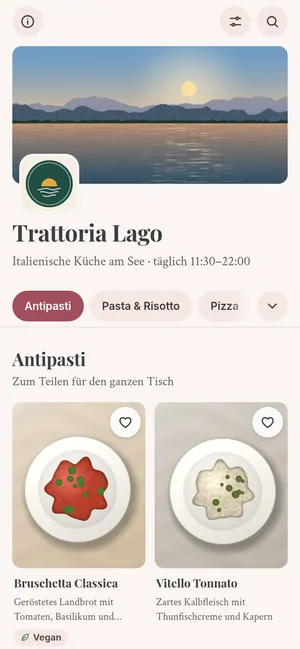 Trattoria Lago
Italienische Küche am See · täglich 11:30–22:00
Antipasti
Pasta & Risotto
Pizza
Antipasti
Zum Teilen für den ganzen Tisch
Bruschetta Classica
Vitello Tonnato
Geröstetes Landbrot mit
Zartes Kalbfleisch mit
Tomaten, Basilikum und…
Thunfischcreme und Kapern
Vegan